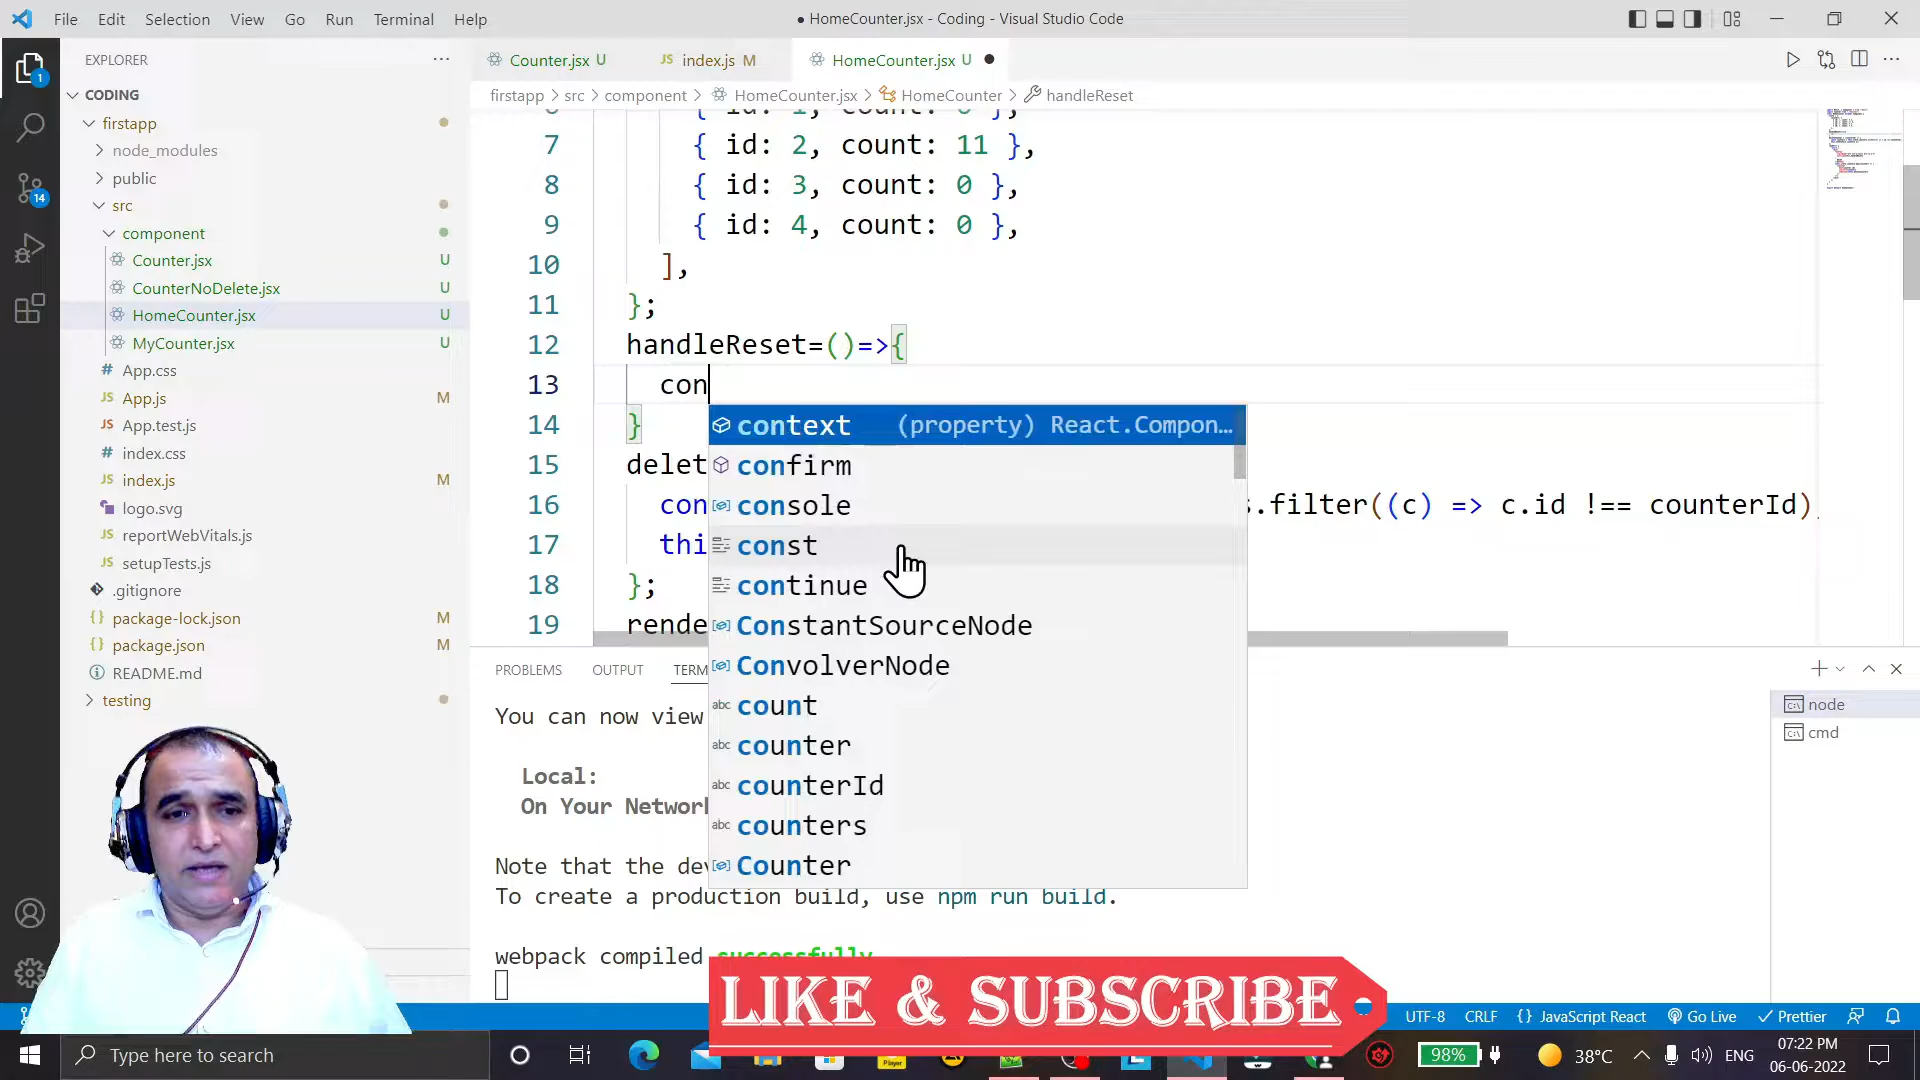 File Edit Selection View Go Run Terminal Help
● HomeCounter.jsx - Coding - Visual Studio Code
EXPLORER
CODING
firstapp
node_modules
public
src
component
Counter.jsx U
CounterNoDelete.jsx U
HomeCounter.jsx U
MyCounter.jsx U
App.css
App.js M
App.test.js
index.css
index.js M
logo.svg
reportWebVitals.js
setupTests.js
.gitignore
package-lock.json M
package.json M
README.md
testing
1
14
Counter.jsx U
JS index.js M
HomeCounter.jsx U ●
firstapp > src > component > HomeCounter.jsx > HomeCounter > handleReset
7 { id: 2, count: 11 },
8 { id: 3, count: 0 },
9 { id: 4, count: 0 },
10 ],
11 };
12 handleReset=()=>{
13 con
14 }
15 delet
16 con s.filter((c) => c.id !== counterId)
17 thi
18 };
19 rende
context (property) React.Compon…
confirm
console
const
continue
ConstantSourceNode
ConvolverNode
count
counter
counterId
counters
Counter
PROBLEMS OUTPUT TERM
You can now view
Local:
On Your Network
Note that the dev
To create a production build, use npm run build.
webpack compiled successfully
node
cmd
LIKE & SUBSCRIBE
UTF-8 CRLF {} JavaScript React Go Live Prettier
Type here to search
98% 38°C ENG
07:22 PM
06-06-2022